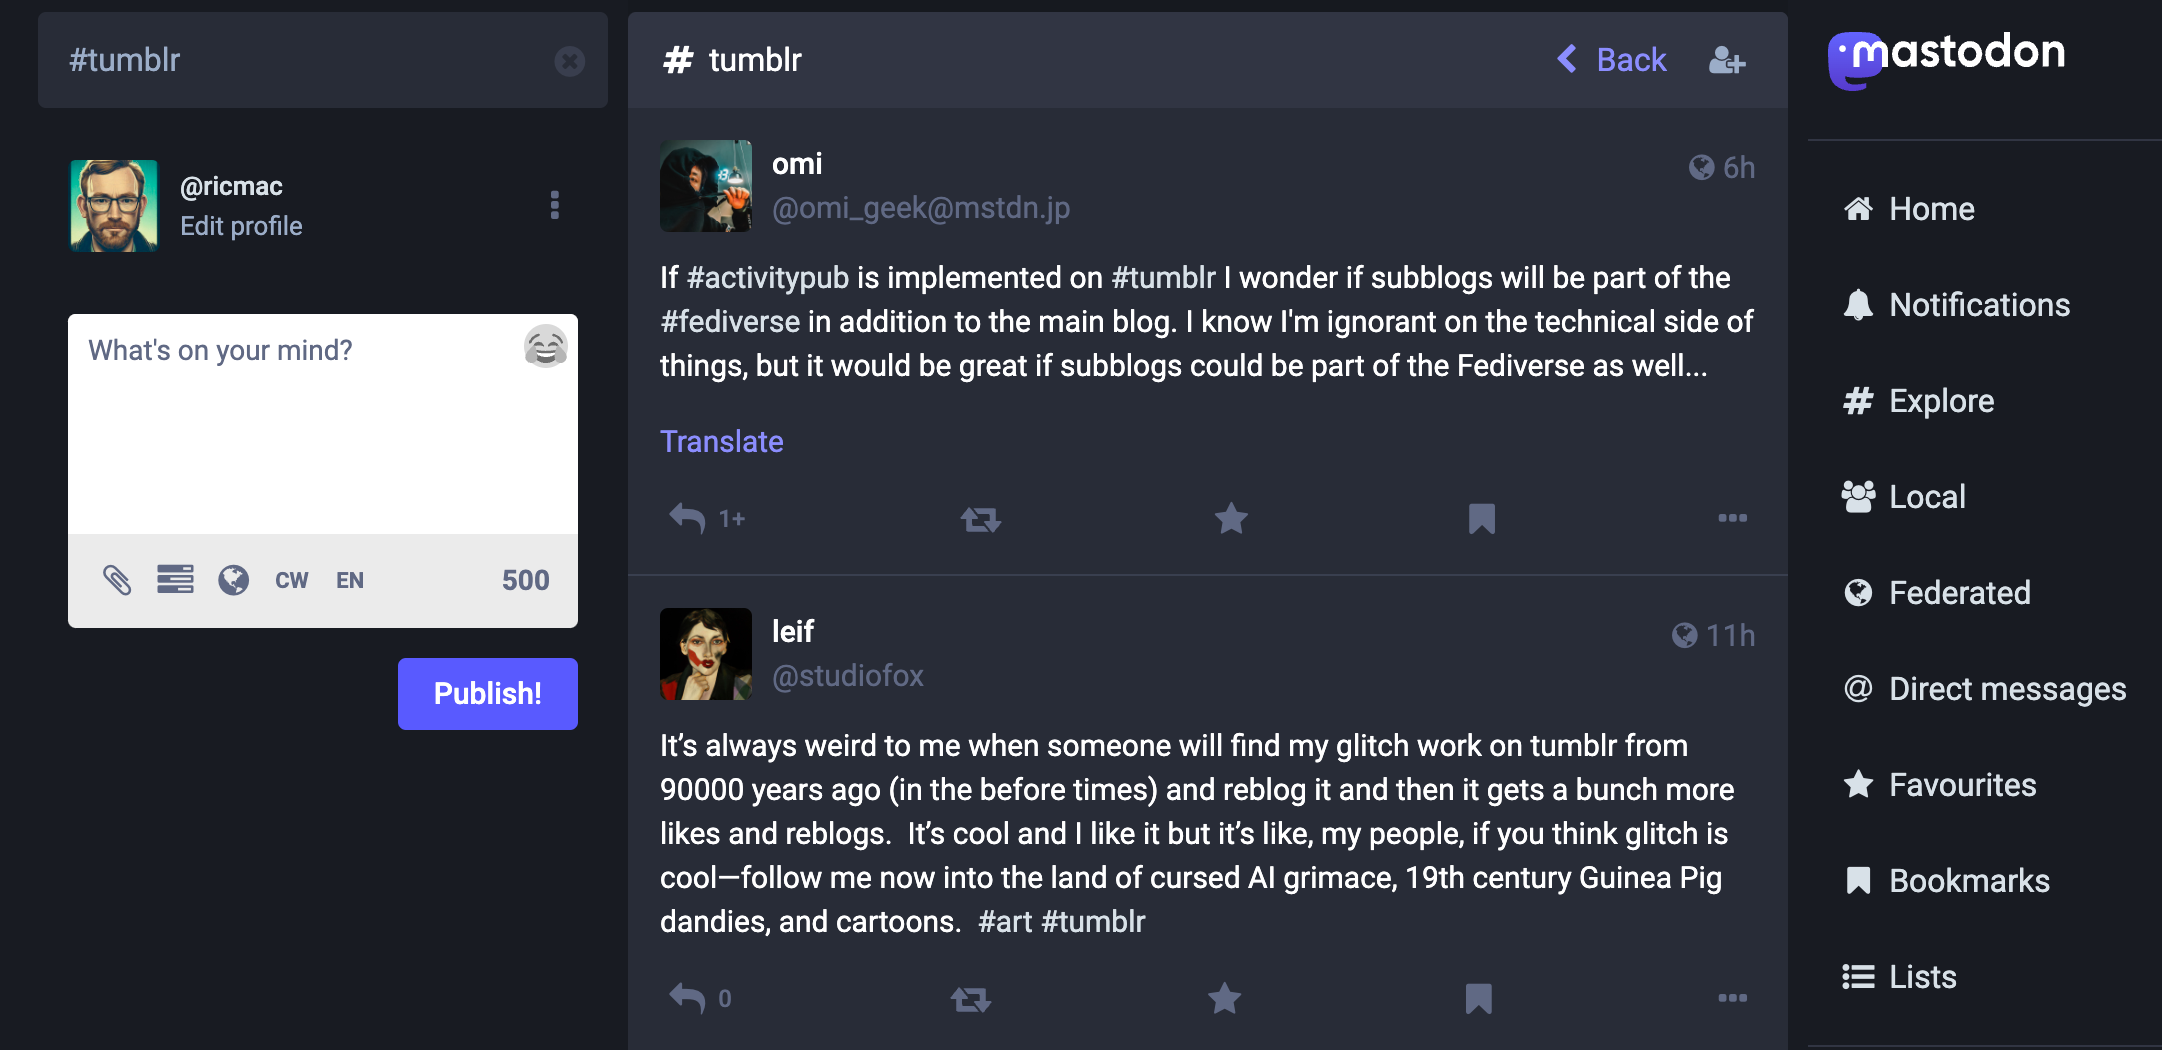 #tumblr
@ricmac
Edit profile
What's on your mind?
CW EN 500
Publish!
# tumblr
Back
omi
6h
@omi_geek@mstdn.jp
If #activitypub is implemented on #tumblr I wonder if subblogs will be part of the
#fediverse in addition to the main blog. I know I'm ignorant on the technical side of
things, but it would be great if subblogs could be part of the Fediverse as well...
Translate
1+
leif
11h
@studiofox
It’s always weird to me when someone will find my glitch work on tumblr from
90000 years ago (in the before times) and reblog it and then it gets a bunch more
likes and reblogs.  It’s cool and I like it but it’s like, my people, if you think glitch is
cool—follow me now into the land of cursed AI grimace, 19th century Guinea Pig
dandies, and cartoons.  #art #tumblr
0
mastodon
Home
Notifications
# Explore
Local
Federated
@ Direct messages
Favourites
Bookmarks
Lists